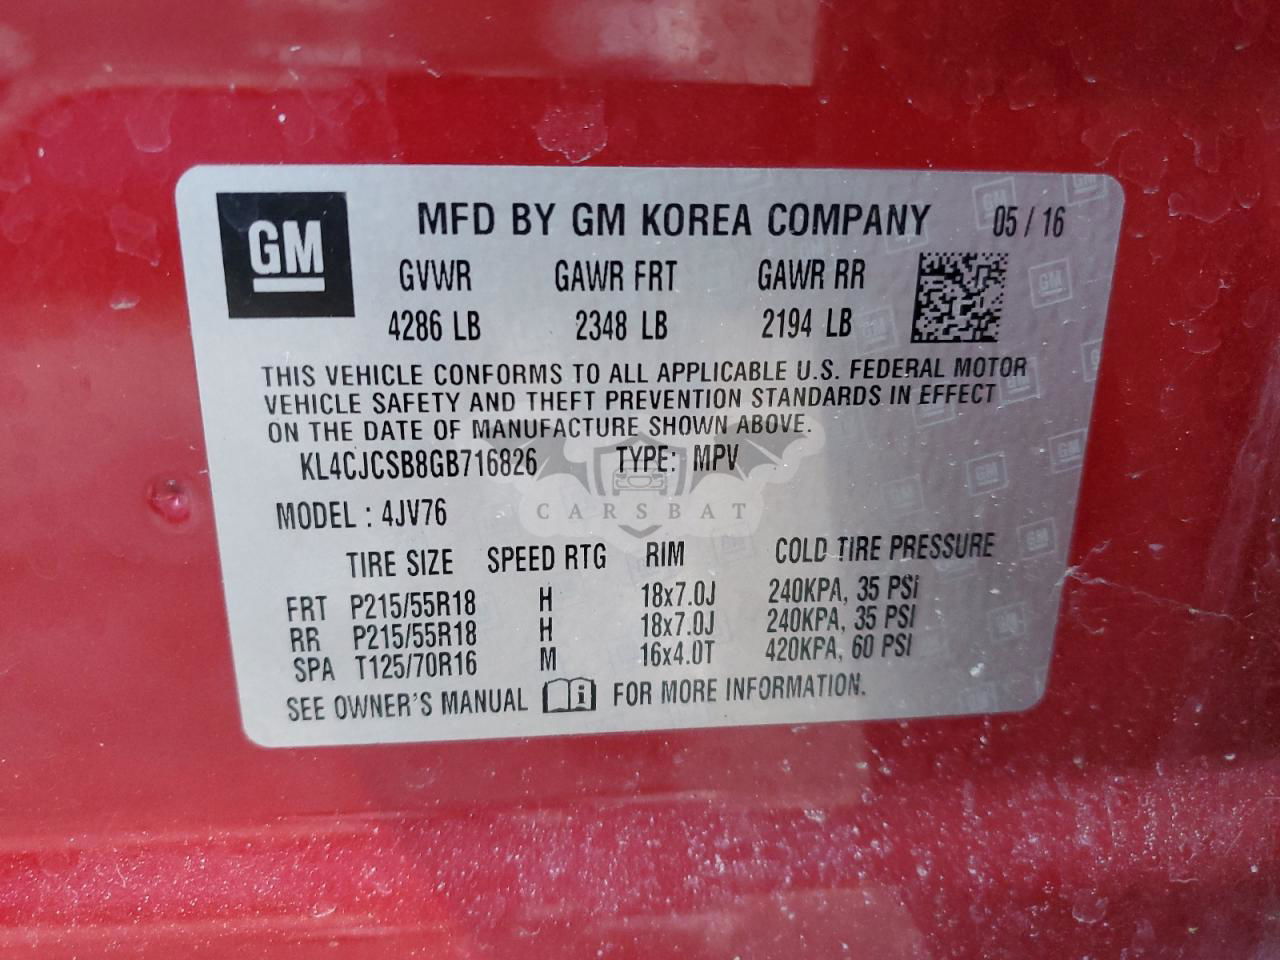 GM MFD BY GM KOREA COMPANY 05 / 16
GVWR GAWR FRT GAWR RR
4286 LB 2348 LB 2194 LB
THIS VEHICLE CONFORMS TO ALL APPLICABLE U.S. FEDERAL MOTOR
VEHICLE SAFETY AND THEFT PREVENTION STANDARDS IN EFFECT
ON THE DATE OF MANUFACTURE SHOWN ABOVE.
KL4CJCSB8GB716826 TYPE: MPV
CARSBAT
MODEL : 4JV76
TIRE SIZE SPEED RTG RIM COLD TIRE PRESSURE
FRT P215/55R18 H 18x7.0J 240KPA, 35 PSI
RR P215/55R18 H 18x7.0J 240KPA, 35 PSI
SPA T125/70R16 M 16x4.0T 420KPA, 60 PSI
SEE OWNER'S MANUAL i FOR MORE INFORMATION.